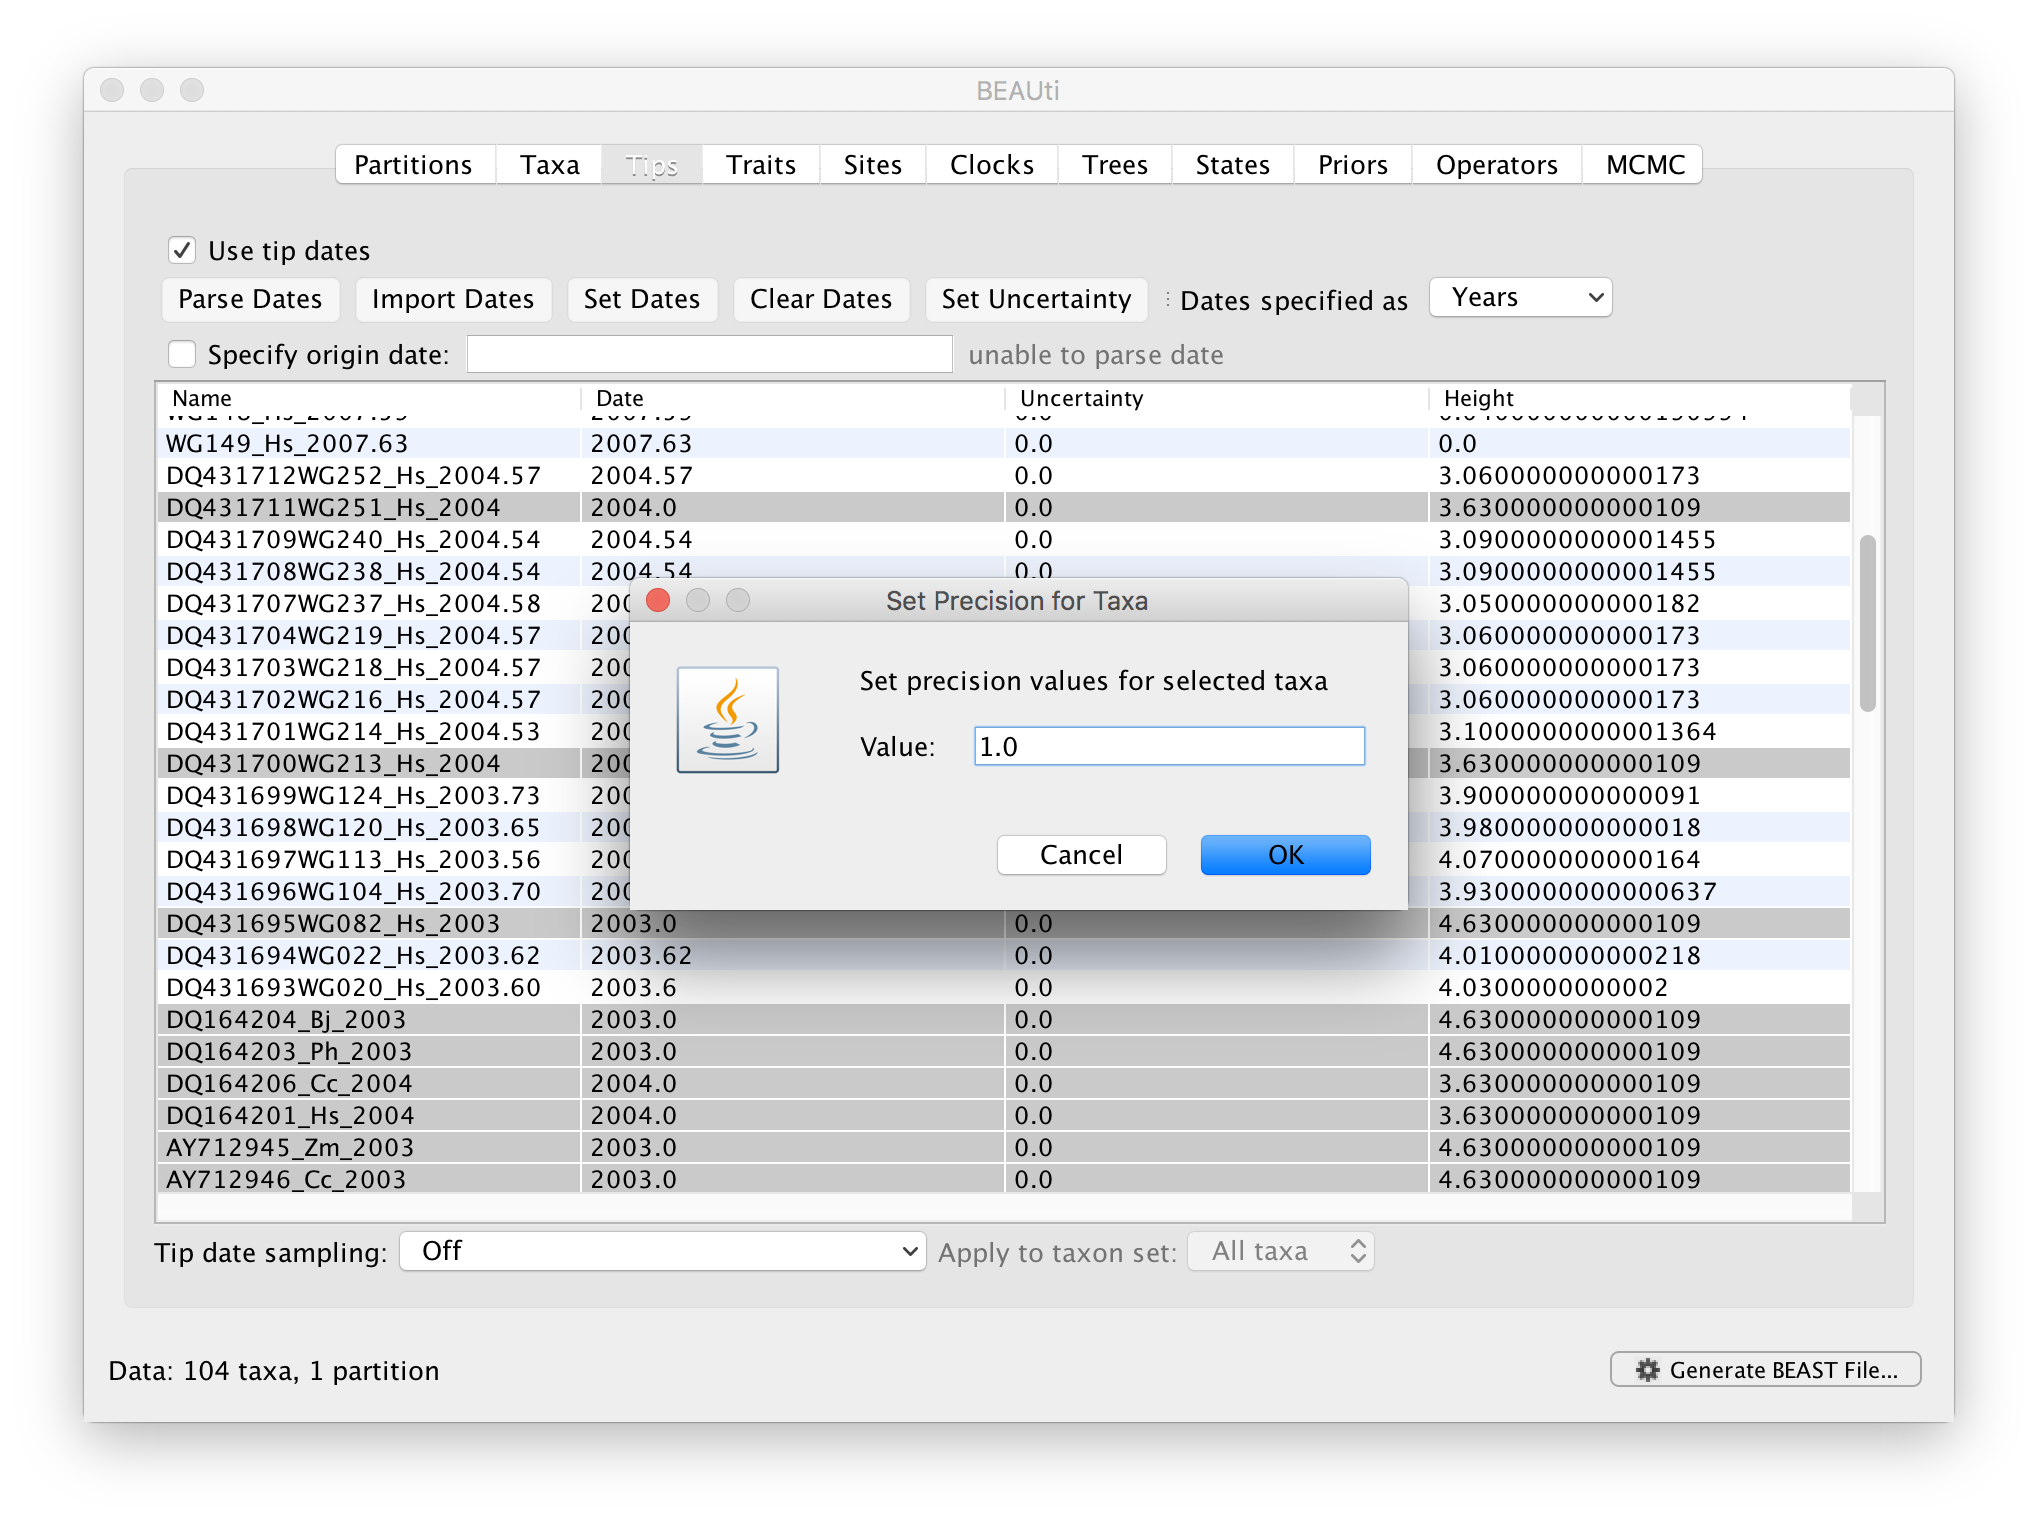 BEAUti
Partitions Taxa Tips Traits Sites Clocks Trees States Priors Operators MCMC
Use tip dates
Parse Dates Import Dates Set Dates Clear Dates Set Uncertainty Dates specified as Years
Specify origin date: unable to parse date
Name Date Uncertainty Height
WG149_Hs_2007.63 2007.63 0.0 0.0
DQ431712WG252_Hs_2004.57 2004.57 0.0 3.060000000000173
DQ431711WG251_Hs_2004 2004.0 0.0 3.630000000000109
DQ431709WG240_Hs_2004.54 2004.54 0.0 3.0900000000001455
DQ431708WG238_Hs_2004.54 2004.54 0.0 3.0900000000001455
DQ431707WG237_Hs_2004.58 200 3.050000000000182
DQ431704WG219_Hs_2004.57 200 3.060000000000173
DQ431703WG218_Hs_2004.57 200 3.060000000000173
DQ431702WG216_Hs_2004.57 200 3.060000000000173
DQ431701WG214_Hs_2004.53 200 3.1000000000001364
DQ431700WG213_Hs_2004 200 3.630000000000109
DQ431699WG124_Hs_2003.73 200 3.900000000000091
DQ431698WG120_Hs_2003.65 200 3.980000000000018
DQ431697WG113_Hs_2003.56 200 4.070000000000164
DQ431696WG104_Hs_2003.70 200 3.9300000000000637
DQ431695WG082_Hs_2003 2003.0 0.0 4.630000000000109
DQ431694WG022_Hs_2003.62 2003.62 0.0 4.010000000000218
DQ431693WG020_Hs_2003.60 2003.6 0.0 4.0300000000002
DQ164204_Bj_2003 2003.0 0.0 4.630000000000109
DQ164203_Ph_2003 2003.0 0.0 4.630000000000109
DQ164206_Cc_2004 2004.0 0.0 3.630000000000109
DQ164201_Hs_2004 2004.0 0.0 3.630000000000109
AY712945_Zm_2003 2003.0 0.0 4.630000000000109
AY712946_Cc_2003 2003.0 0.0 4.630000000000109
Set Precision for Taxa
Set precision values for selected taxa
Value: 1.0
Cancel OK
Tip date sampling: Off Apply to taxon set: All taxa
Data: 104 taxa, 1 partition
Generate BEAST File...